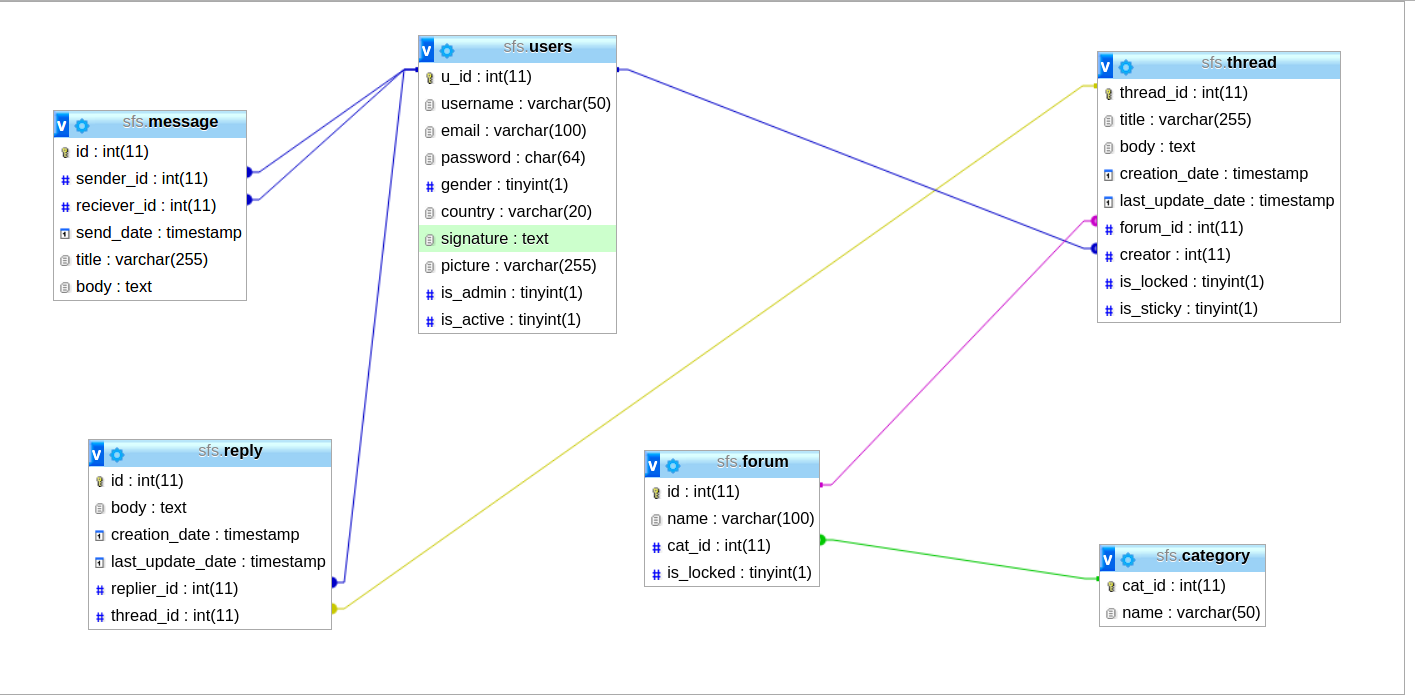 sfs.users
u_id : int(11)
username : varchar(50)
email : varchar(100)
password : char(64)
gender : tinyint(1)
country : varchar(20)
signature : text
picture : varchar(255)
is_admin : tinyint(1)
is_active : tinyint(1)
sfs.thread
thread_id : int(11)
title : varchar(255)
body : text
creation_date : timestamp
last_update_date : timestamp
forum_id : int(11)
creator : int(11)
is_locked : tinyint(1)
is_sticky : tinyint(1)
sfs.message
id : int(11)
sender_id : int(11)
reciever_id : int(11)
send_date : timestamp
title : varchar(255)
body : text
sfs.reply
id : int(11)
body : text
creation_date : timestamp
last_update_date : timestamp
replier_id : int(11)
thread_id : int(11)
sfs.forum
id : int(11)
name : varchar(100)
cat_id : int(11)
is_locked : tinyint(1)
sfs.category
cat_id : int(11)
name : varchar(50)